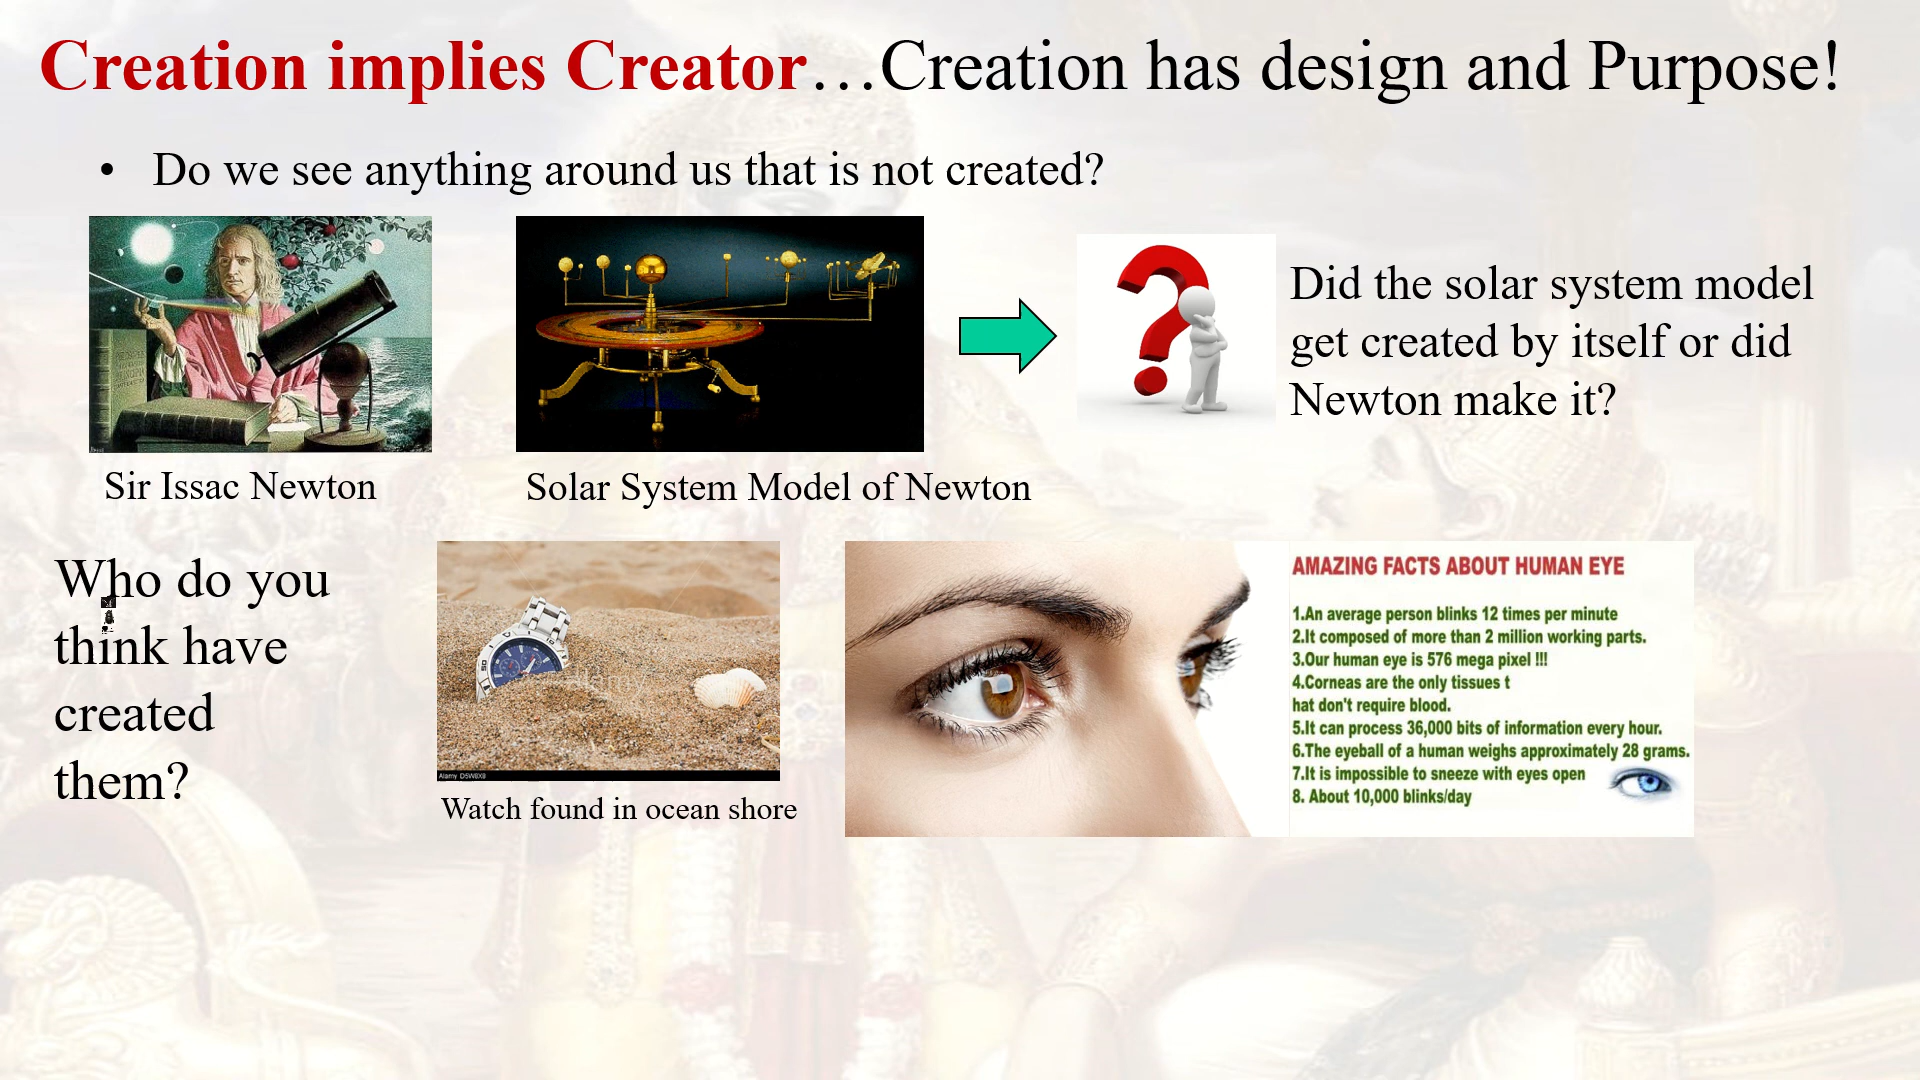 Creation implies Creator…Creation has design and Purpose!
• Do we see anything around us that is not created?
Did the solar system model
get created by itself or did
Newton make it?
Sir Issac Newton
Solar System Model of Newton
Who do you
think have
created
them?
Alamy D5W8X8
Watch found in ocean shore
AMAZING FACTS ABOUT HUMAN EYE
1.An average person blinks 12 times per minute
2.It composed of more than 2 million working parts.
3.Our human eye is 576 mega pixel !!!
4.Corneas are the only tissues t
hat don't require blood.
5.It can process 36,000 bits of information every hour.
6.The eyeball of a human weighs approximately 28 grams.
7.It is impossible to sneeze with eyes open
8. About 10,000 blinks/day